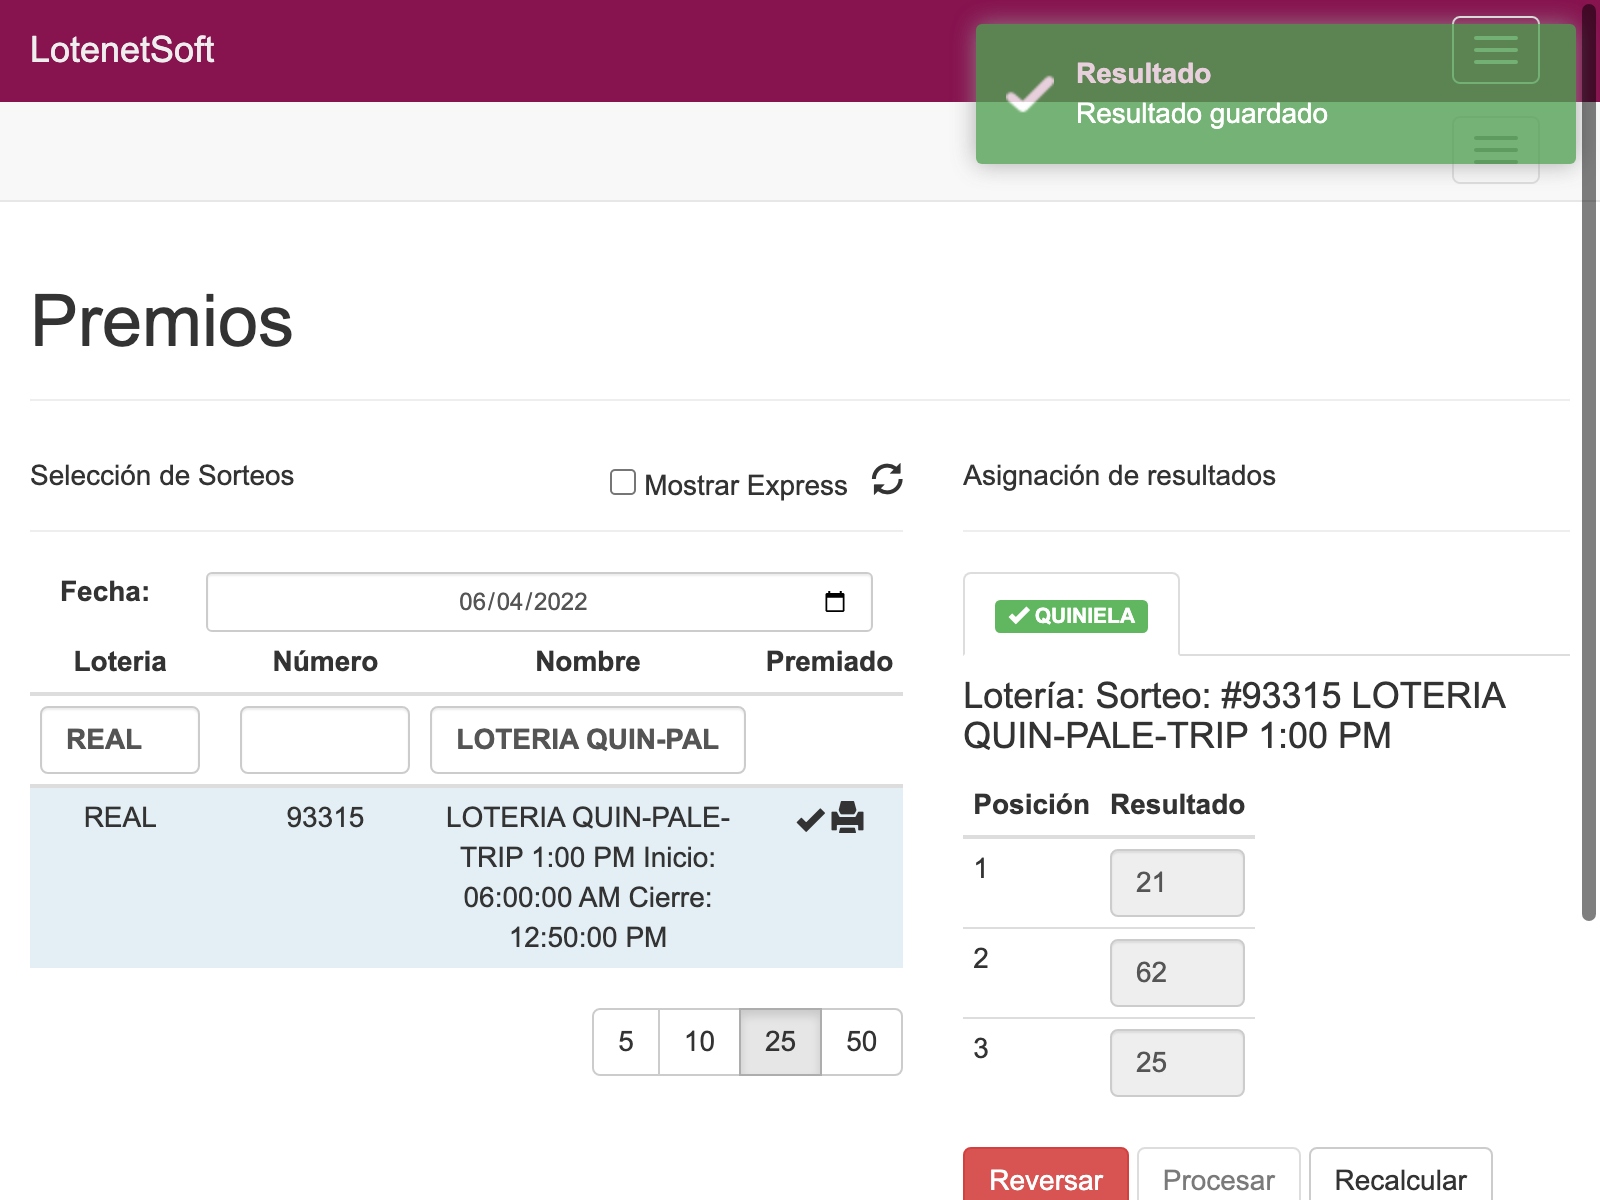 LotenetSoft
Resultado
Resultado guardado
Premios
Selección de Sorteos
Mostrar Express
Asignación de resultados
Fecha:
06/04/2022
Loteria Número Nombre Premiado
REAL LOTERIA QUIN-PAL
REAL 93315 LOTERIA QUIN-PALE-
TRIP 1:00 PM Inicio:
06:00:00 AM Cierre:
12:50:00 PM
5 10 25 50
QUINIELA
Lotería: Sorteo: #93315 LOTERIA
QUIN-PALE-TRIP 1:00 PM
Posición Resultado
1 21
2 62
3 25
Reversar Procesar Recalcular